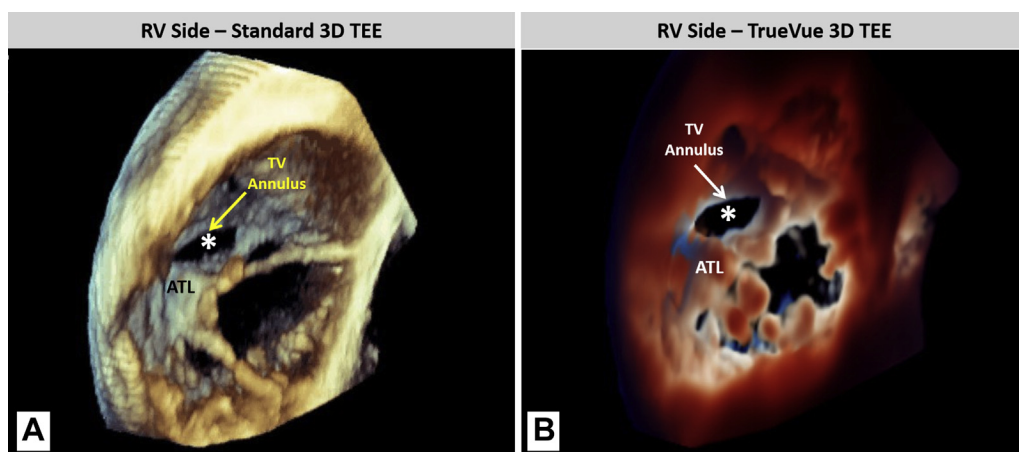 RV Side – Standard 3D TEE
TV
Annulus
*
ATL
A
RV Side – TrueVue 3D TEE
TV
Annulus
*
ATL
B